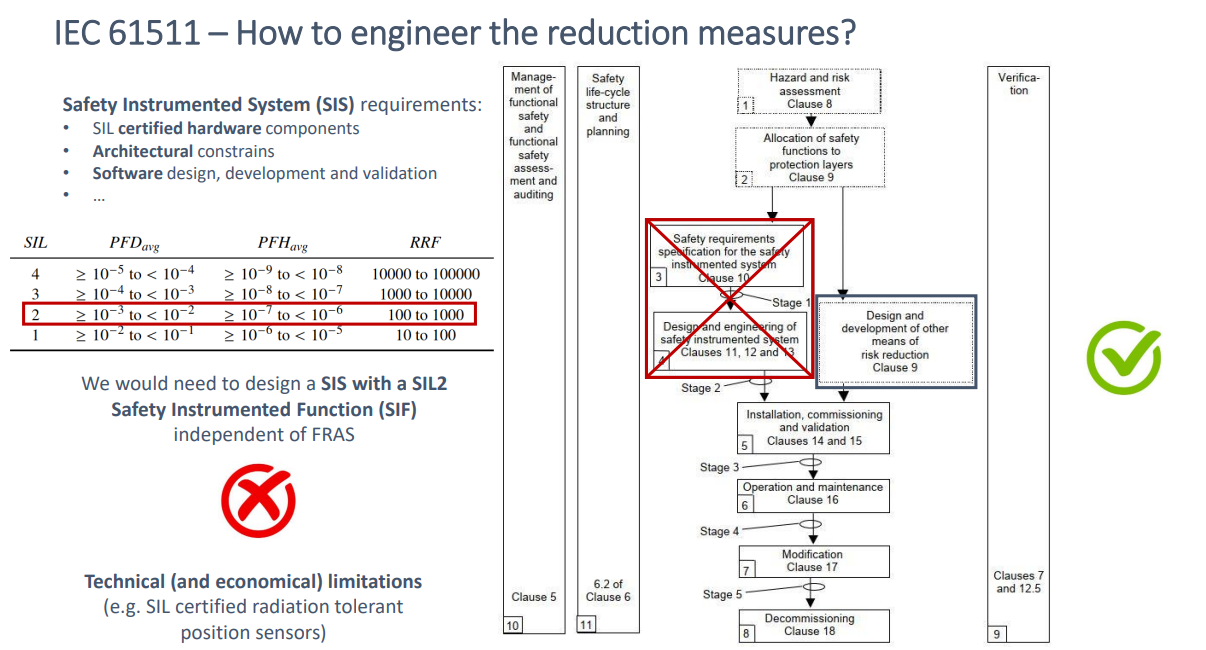 IEC 61511 – How to engineer the reduction measures?
Safety Instrumented System (SIS) requirements:
• SIL certified hardware components
• Architectural constrains
• Software design, development and validation
• ...
SIL PFDavg PFHavg RRF
4 ≥ 10−5 to < 10−4 ≥ 10−9 to < 10−8 10000 to 100000
3 ≥ 10−4 to < 10−3 ≥ 10−8 to < 10−7 1000 to 10000
2 ≥ 10−3 to < 10−2 ≥ 10−7 to < 10−6 100 to 1000
1 ≥ 10−2 to < 10−1 ≥ 10−6 to < 10−5 10 to 100
We would need to design a SIS with a SIL2
Safety Instrumented Function (SIF)
independent of FRAS
Technical (and economical) limitations
(e.g. SIL certified radiation tolerant
position sensors)
Manage-
ment of
functional
safety
and
functional
safety
assess-
ment and
auditing
Clause 5
10
Safety
life-cycle
structure
and
planning
6.2 of
Clause 6
11
Hazard and risk
assessment
Clause 8
1
Allocation of safety
functions to
protection layers
Clause 9
2
Safety requirements
specification for the safety
instrumented system
Clause 10
3
Stage 1
Design and engineering of
safety instrumented system
Clauses 11, 12 and 13
4
Design and
development of other
means of
risk reduction
Clause 9
Stage 2
Installation, commissioning
and validation
Clauses 14 and 15
5
Stage 3
Operation and maintenance
Clause 16
6
Stage 4
Modification
Clause 17
7
Stage 5
Decommissioning
Clause 18
8
Verifica-
tion
Clauses 7
and 12.5
9